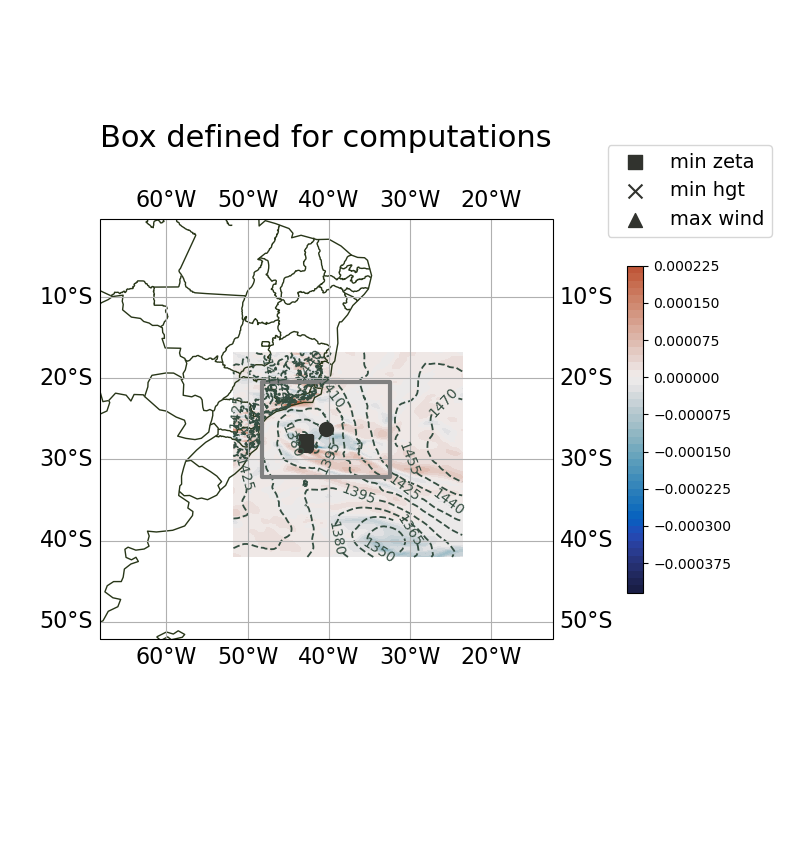 Box defined for computations
min zeta
min hgt
max wind
60°W 50°W 40°W 30°W 20°W
0.000225
0.000150
0.000075
0.000000
−0.000075
−0.000150
−0.000225
−0.000300
−0.000375
10°S 10°S
20°S 20°S
30°S 30°S
40°S 40°S
50°S 50°S
1470
1455
1395
1425
1425
1440
1395
1365
1380
1350
60°W 50°W 40°W 30°W 20°W